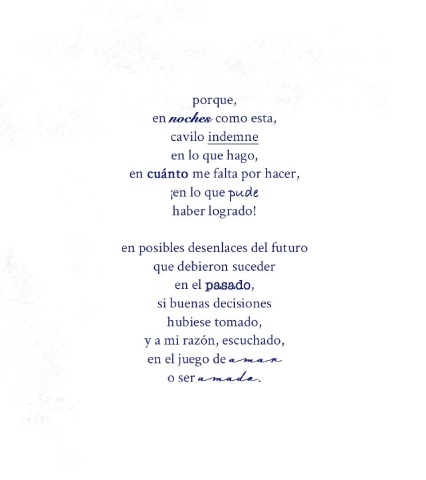 porque,
en noches como esta,
cavilo indemne
en lo que hago,
en cuánto me falta por hacer,
¡en lo que pude
haber logrado!
en posibles desenlaces del futuro
que debieron suceder
en el pasado,
si buenas decisiones
hubiese tomado,
y a mi razón, escuchado,
en el juego de amar
o ser amada.